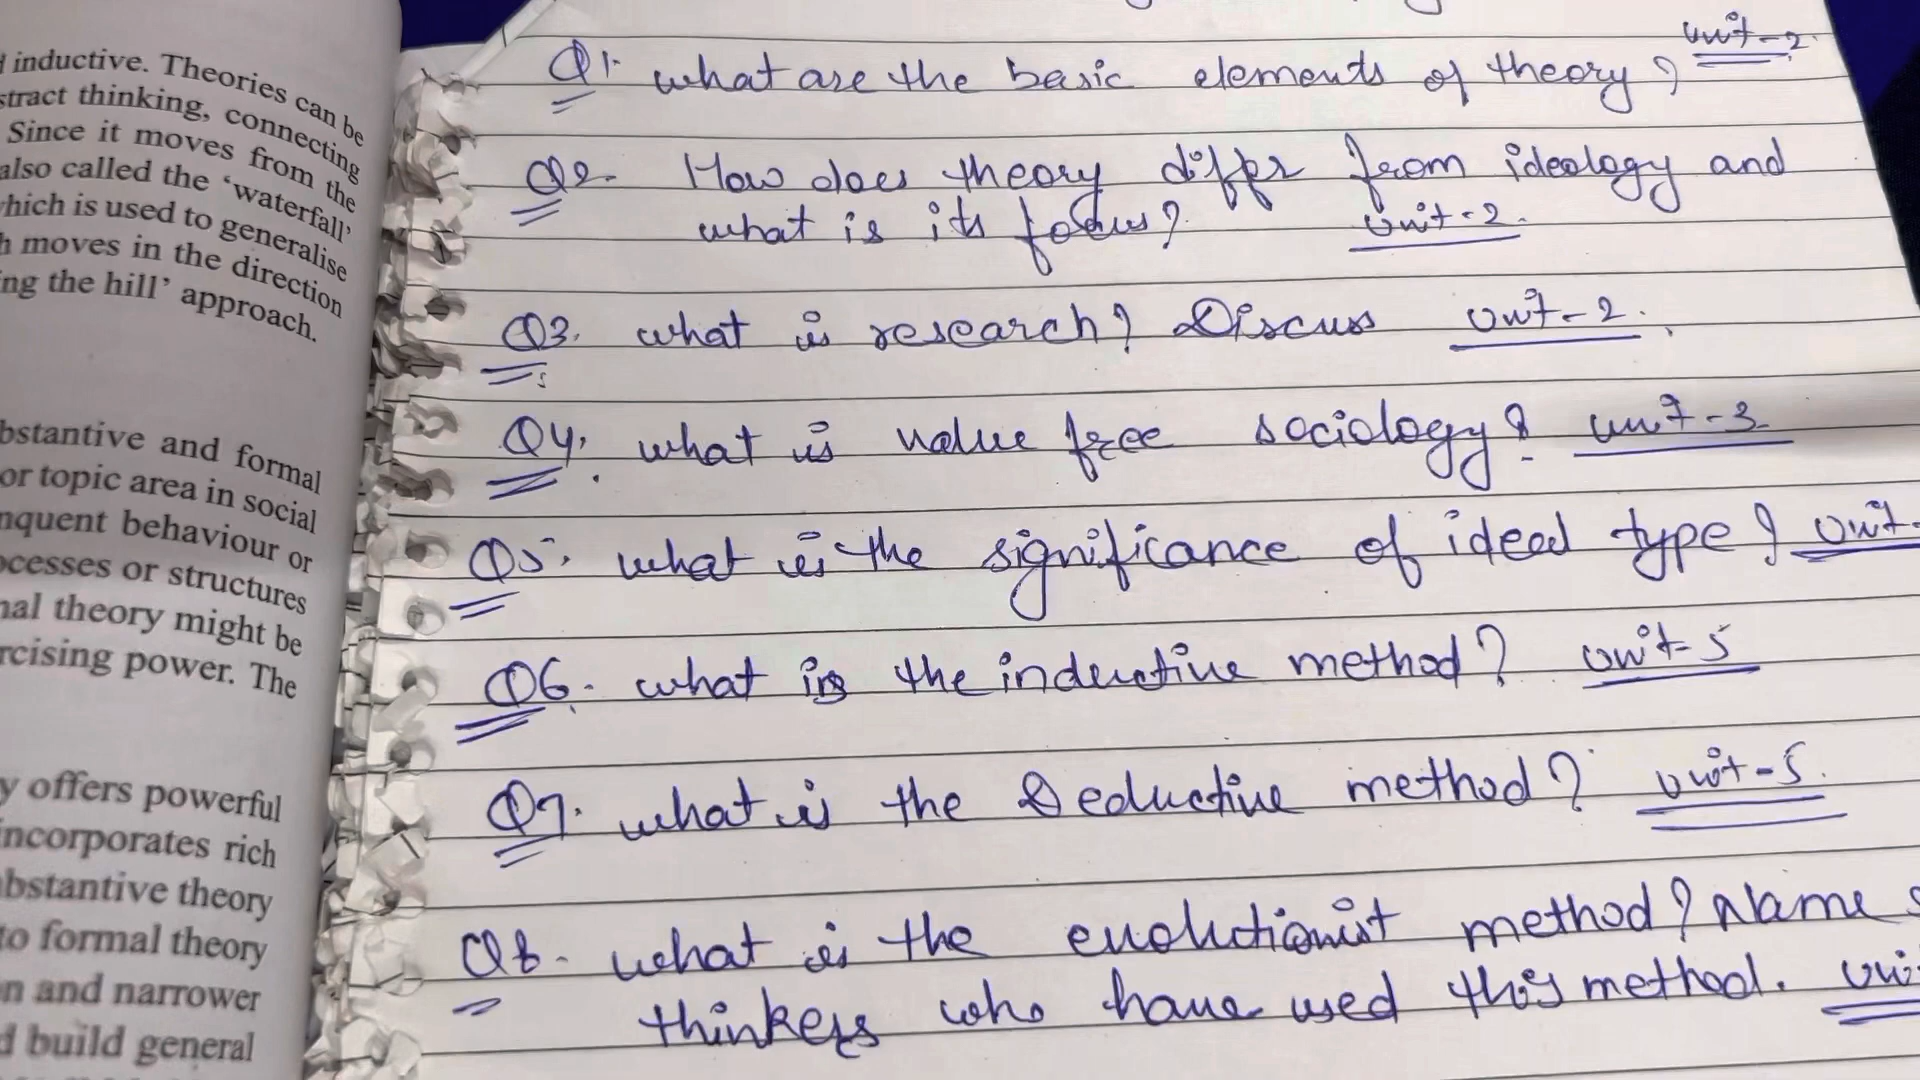 inductive. Theories can be
stract thinking, connecting
Since it moves from the
also called the ‘waterfall’
which is used to generalise
h moves in the direction
ing the hill’ approach.
bstantive and formal
or topic area in social
nquent behaviour or
ocesses or structures
nal theory might be
rcising power. The
y offers powerful
incorporates rich
bstantive theory
to formal theory
n and narrower
d build general
Q1. what are the basic elements of theory? unit-2.
Q2. How does theory differ from ideology and
what is its focus? unit-2.
Q3. what is research? Discuss unit-2.
Q4. what is value free sociology? unit-3
Q5. what is the significance of ideal type? unit-
Q6. what is the inductive method? unit-5
Q7. what is the Deductive method? unit-5.
Q8. what is the evolutionist method? Name s
thinkers who have used this method. uni